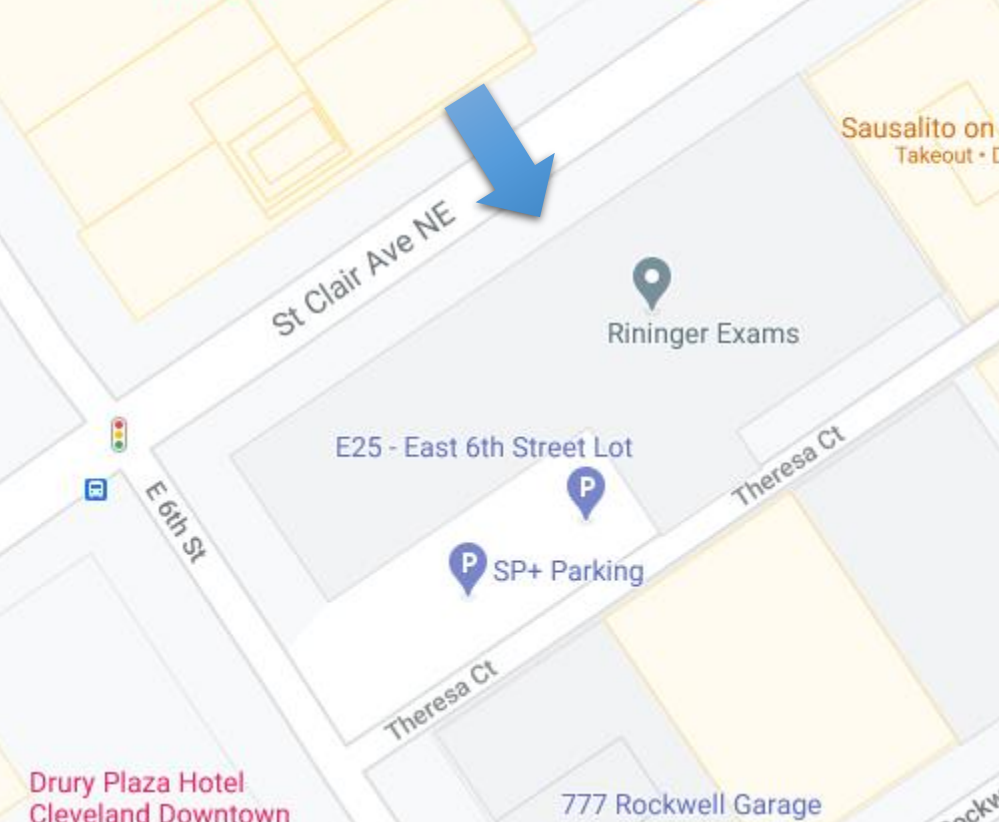 Sausalito on
Takeout • D
St Clair Ave NE
Rininger Exams
E25 - East 6th Street Lot
P
Theresa Ct
E 6th St
P SP+ Parking
Theresa Ct
Drury Plaza Hotel
Cleveland Downtown
777 Rockwell Garage